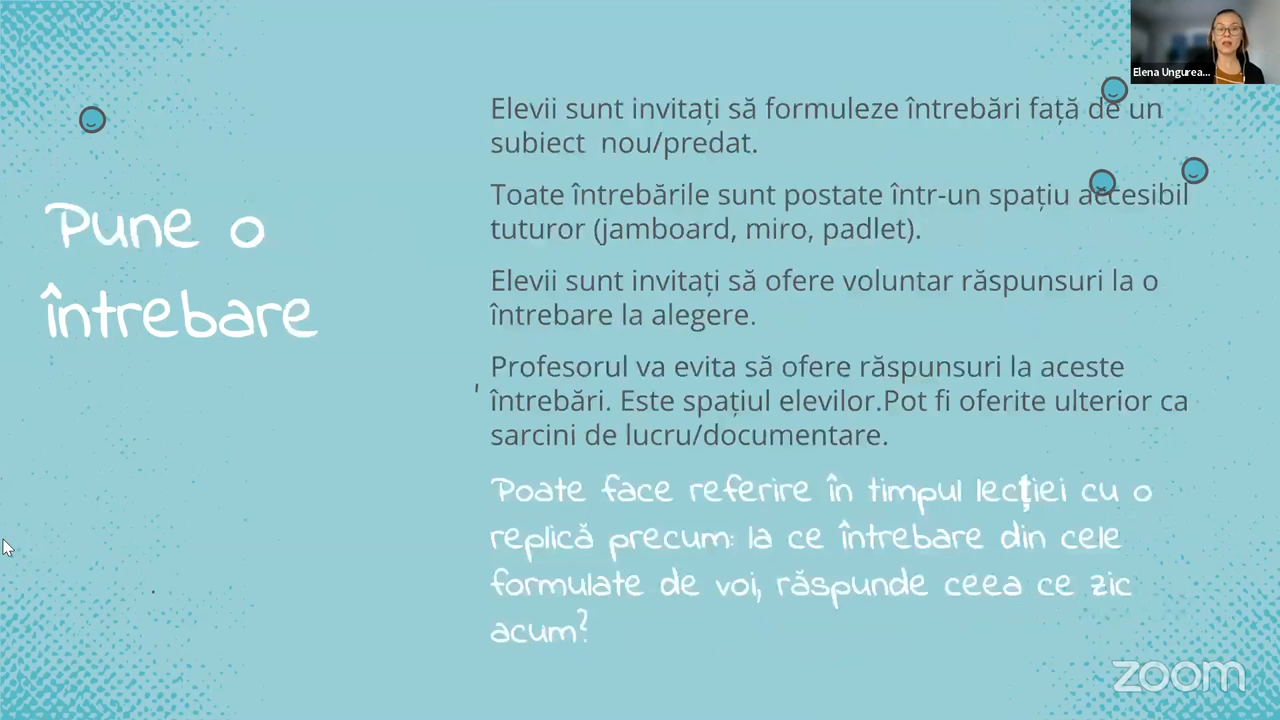 Elena Ungurea...
Pune o
întrebare
Elevii sunt invitați să formuleze întrebări față de un
subiect  nou/predat.
Toate întrebările sunt postate într-un spațiu accesibil
tuturor (jamboard, miro, padlet).
Elevii sunt invitați să ofere voluntar răspunsuri la o
întrebare la alegere.
Profesorul va evita să ofere răspunsuri la aceste
întrebări. Este spațiul elevilor.Pot fi oferite ulterior ca
sarcini de lucru/documentare.
Poate face referire în timpul lecției cu o
replică precum: la ce întrebare din cele
formulate de voi, răspunde ceea ce zic
acum?
zoom